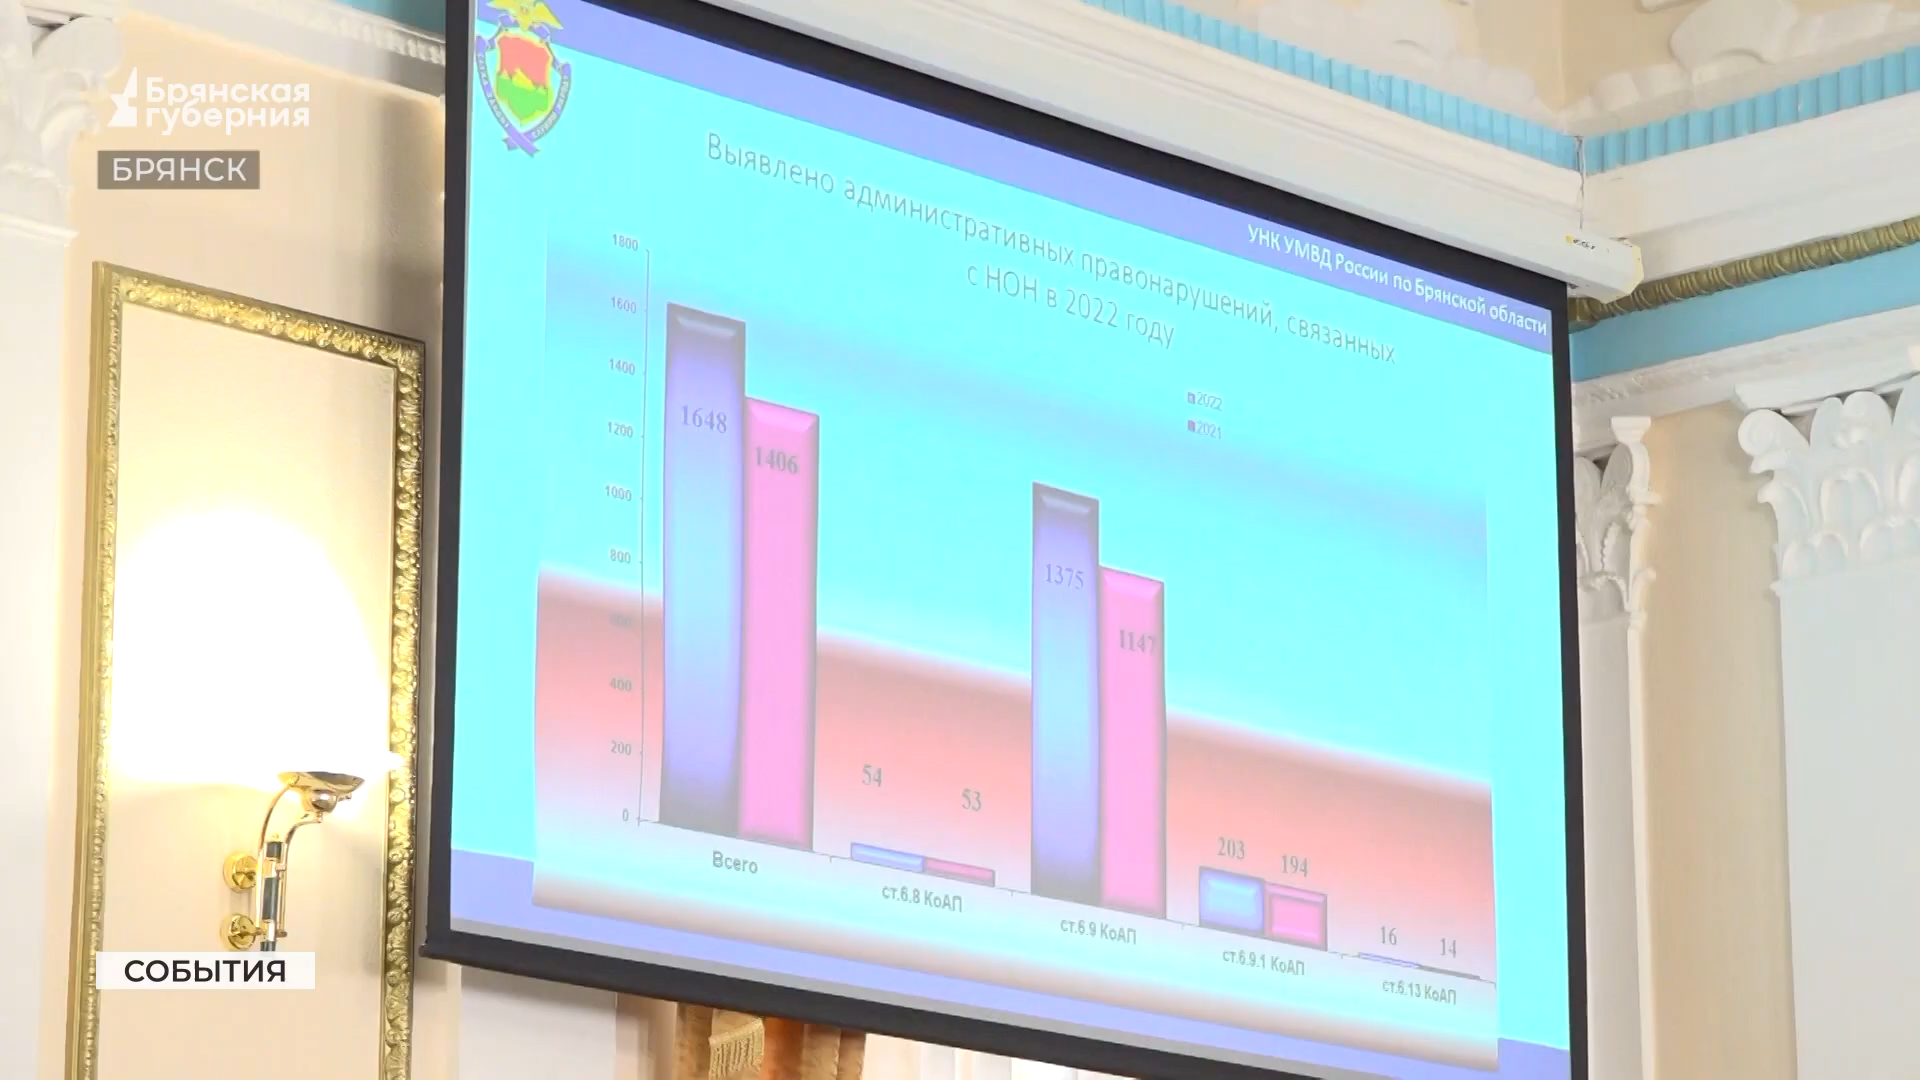 Брянская
губерния
БРЯНСК
УНК УМВД России по Брянской области
Выявлено административных правонарушений, связанных
с НОН в 2022 году
2022
2021
1800
1600
1400
1200
1000
800
600
400
200
0
1648
1406
54
53
1375
1147
203
194
16
14
Всего
ст.6.8 КоАП
ст.6.9 КоАП
ст.6.9.1 КоАП
ст.6.13 КоАП
СОБЫТИЯ